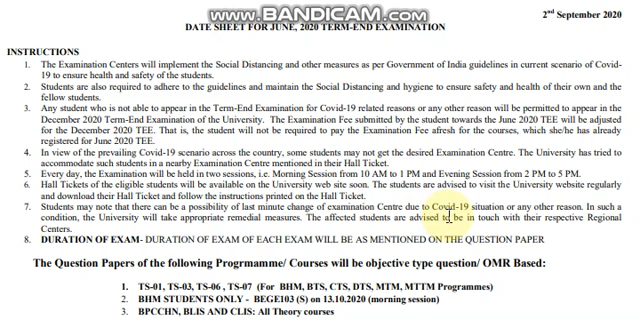 www.BANDICAM.com
2nd September 2020
DATE SHEET FOR JUNE, 2020 TERM-END EXAMINATION
INSTRUCTIONS
1. The Examination Centers will implement the Social Distancing and other measures as per Government of India guidelines in current scenario of Covid-
19 to ensure health and safety of the students.
2. Students are also required to adhere to the guidelines and maintain the Social Distancing and hygiene to ensure safety and health of their own and the
fellow students.
3. Any student who is not able to appear in the Term-End Examination for Covid-19 related reasons or any other reason will be permitted to appear in the
December 2020 Term-End Examination of the University. The Examination Fee submitted by the student towards the June 2020 TEE will be adjusted
for the December 2020 TEE. That is, the student will not be required to pay the Examination Fee afresh for the courses, which she/he has already
registered for June 2020 TEE.
4. In view of the prevailing Covid-19 scenario across the country, some students may not get the desired Examination Centre. The University has tried to
accommodate such students in a nearby Examination Centre mentioned in their Hall Ticket.
5. Every day, the Examination will be held in two sessions, i.e. Morning Session from 10 AM to 1 PM and Evening Session from 2 PM to 5 PM.
6. Hall Tickets of the eligible students will be available on the University web site soon. The students are advised to visit the University website regularly
and download their Hall Ticket and follow the instructions printed on the Hall Ticket.
7. Students may note that there can be a possibility of last minute change of examination Centre due to Covid-19 situation or any other reason. In such a
condition, the University will take appropriate remedial measures. The affected students are advised to be in touch with their respective Regional
Centers.
8. DURATION OF EXAM- DURATION OF EXAM OF EACH EXAM WILL BE AS MENTIONED ON THE QUESTION PAPER
The Question Papers of the following Progrmamme/ Courses will be objective type question/ OMR Based:
1. TS-01, TS-03, TS-06 , TS-07 (For BHM, BTS, CTS, DTS, MTM, MTTM Programmes)
2. BHM STUDENTS ONLY - BEGE103 (S) on 13.10.2020 (morning session)
3. BPCCHN, BLIS AND CLIS: All Theory courses